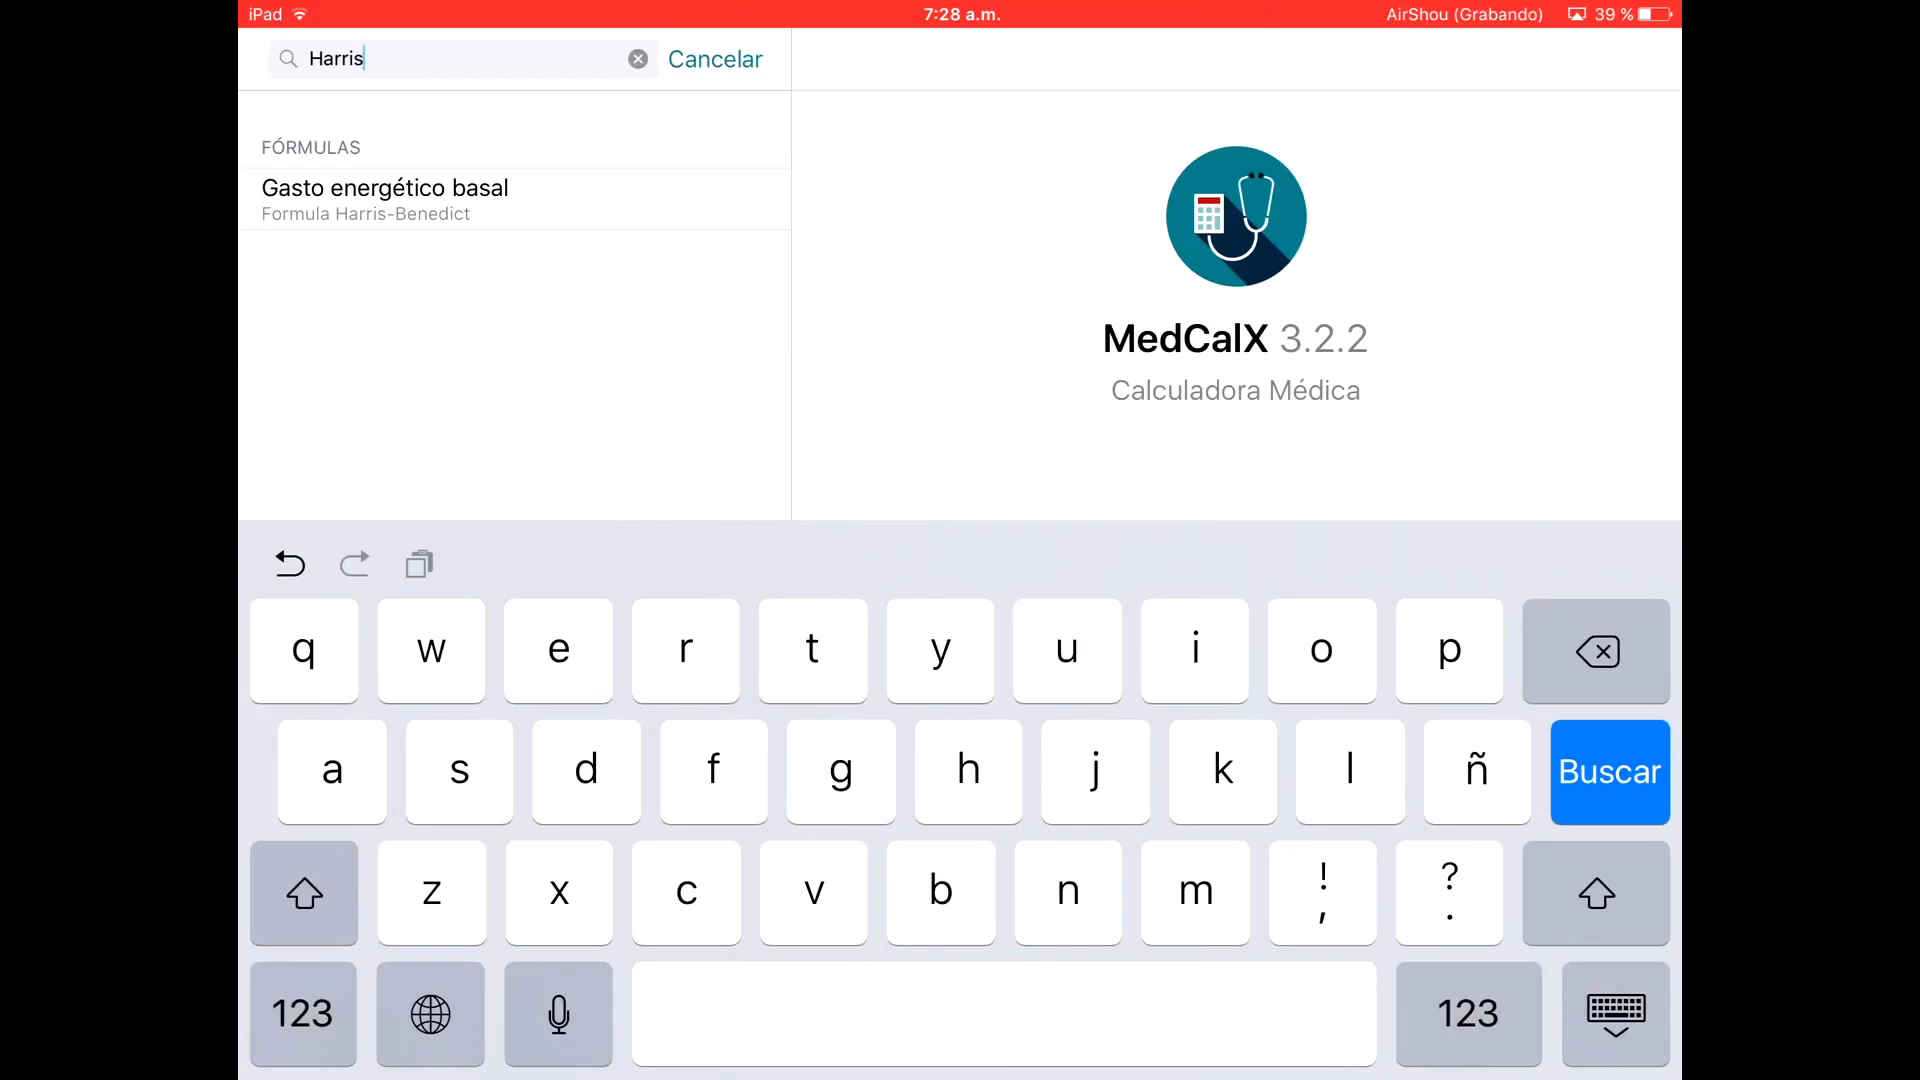 iPad 7:28 a.m. AirShou (Grabando) 39 %
Harris Cancelar
FÓRMULAS
Gasto energético basal
Formula Harris-Benedict
MedCalX 3.2.2
Calculadora Médica
q w e r t y u i o p
a s d f g h j k l ñ Buscar
z x c v b n m ! , ? .
123 123